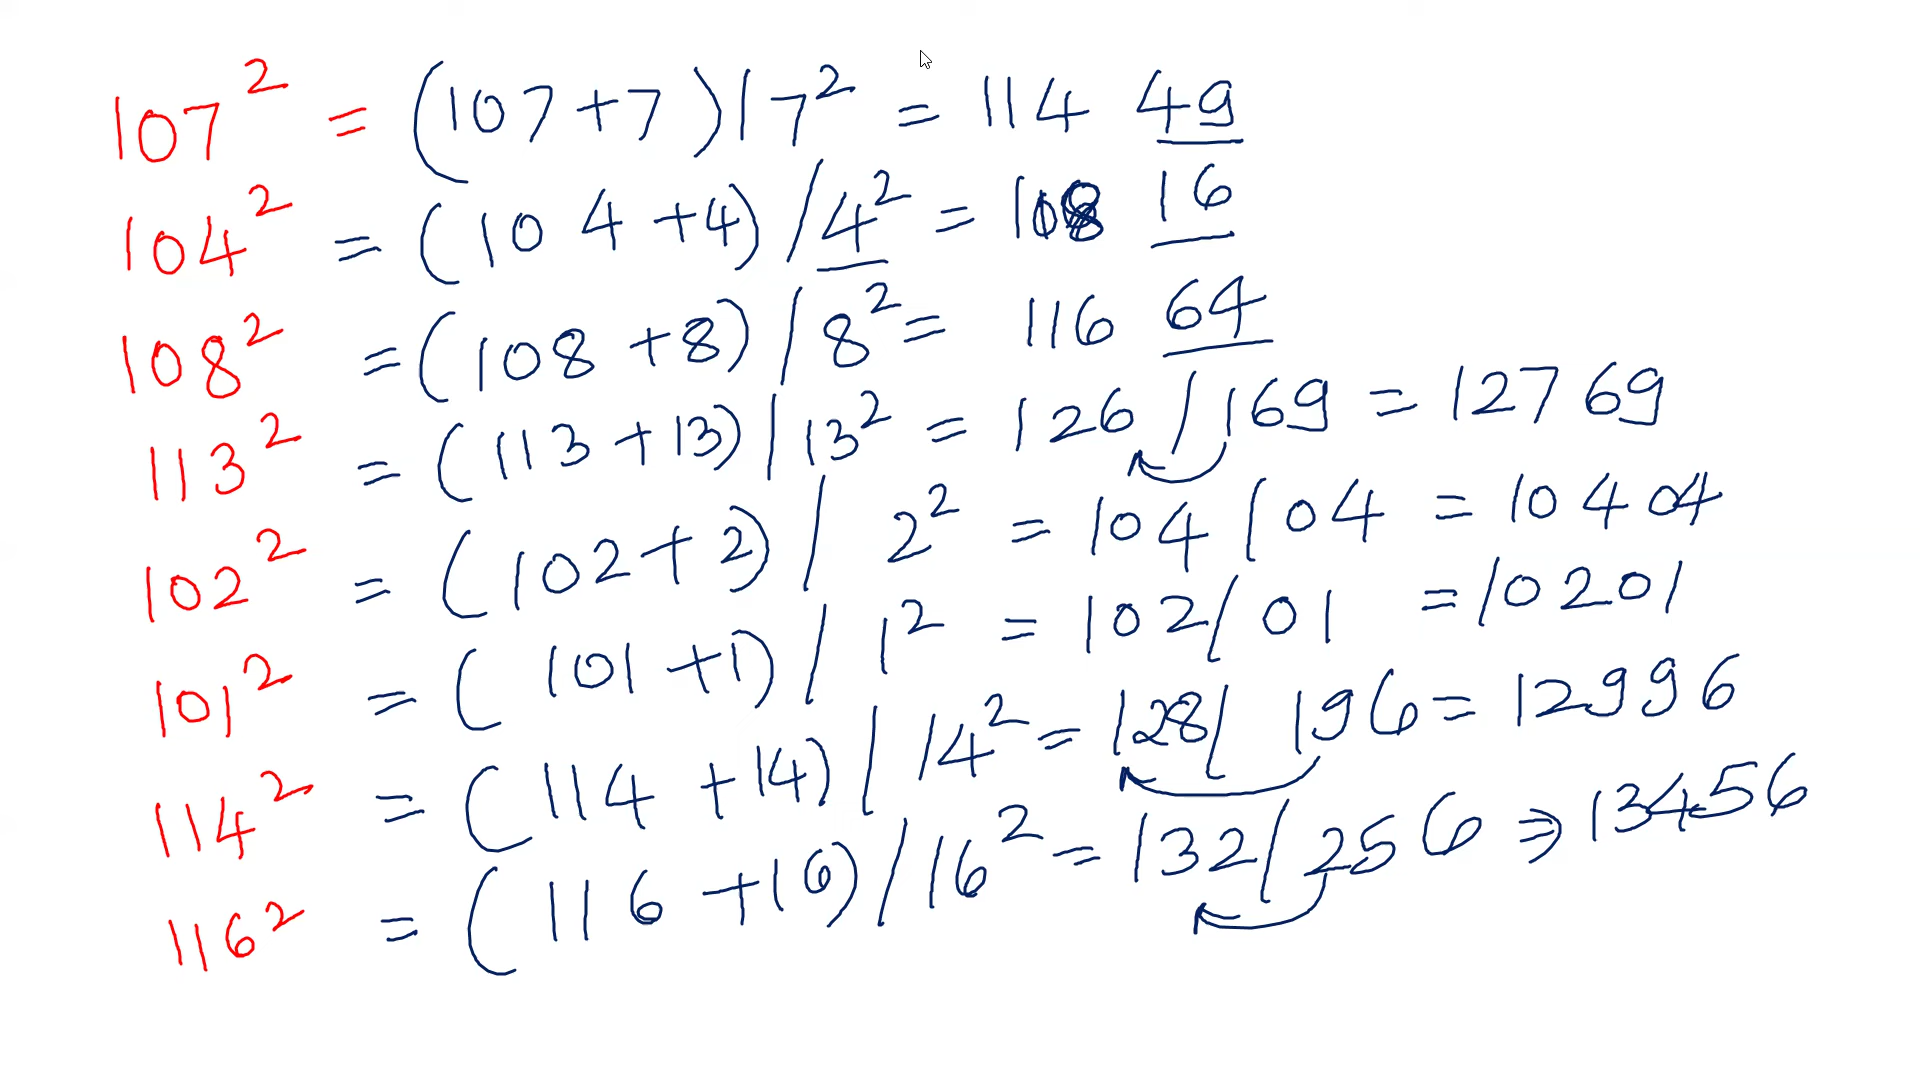 107² = (107+7)|7² = 114 49
104² = (104+4)/4² = 108 16
108² = (108+8)/8² = 116 64
113² = (113+13)|13² = 126/169 = 12769
102² = (102+2)/2² = 104/04 = 10404
101² = (101+1)/1² = 102/01 = 10201
114² = (114+14)/14² = 128/196 = 12996
116² = (116+16)/16² = 132/256 ⇒ 13456